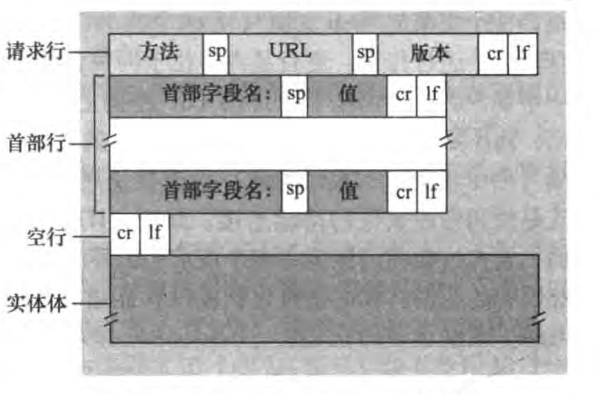 请求行 方法 sp URL sp 版本 cr lf
首部字段名: sp 值 cr lf
首部行
首部字段名: sp 值 cr lf
空行 cr lf
实体体